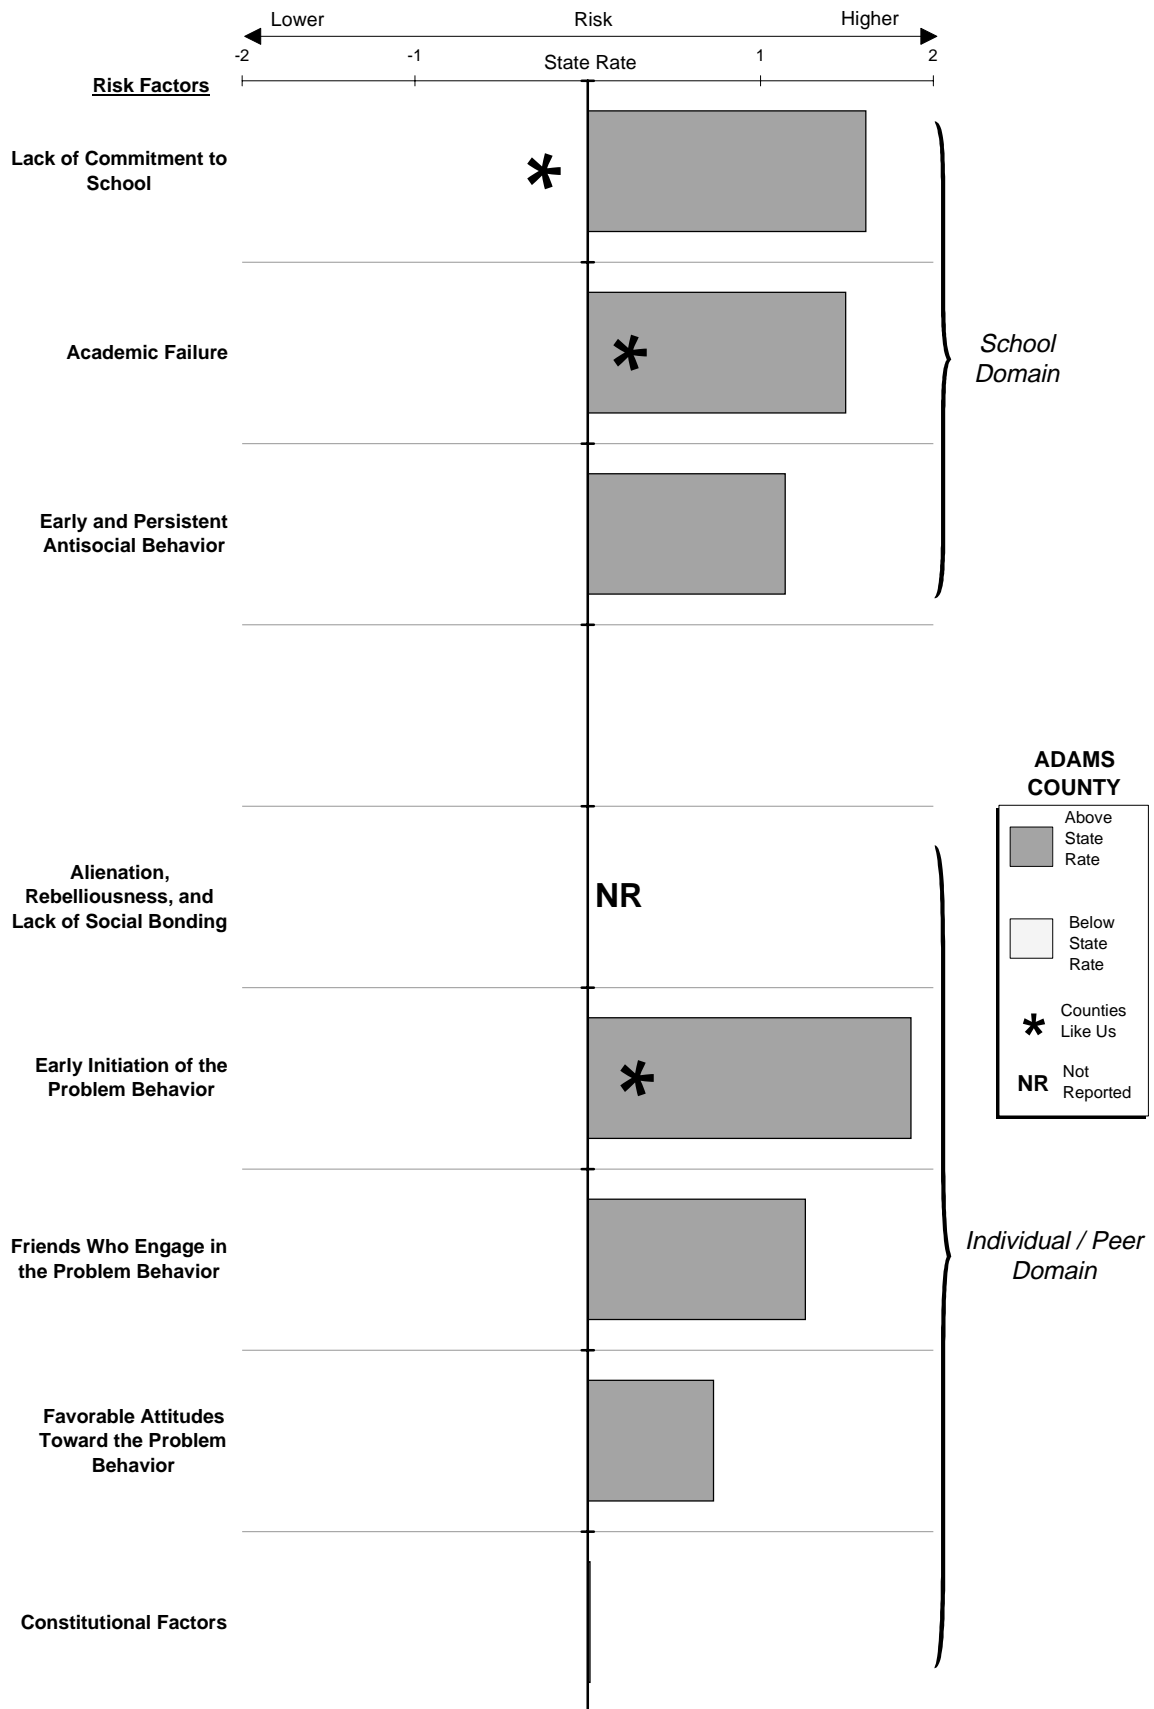 Lower Risk Higher
-2 -1 State Rate 1 2
Risk Factors
Lack of Commitment to
School
*
Academic Failure
*
School
Domain
Early and Persistent
Antisocial Behavior
ADAMS
COUNTY
Above
State
Rate
Below
State
Rate
* Counties
Like Us
NR Not
Reported
Alienation,
Rebelliousness, and
Lack of Social Bonding
NR
Early Initiation of the
Problem Behavior
*
Friends Who Engage in
the Problem Behavior
Individual / Peer
Domain
Favorable Attitudes
Toward the Problem
Behavior
Constitutional Factors